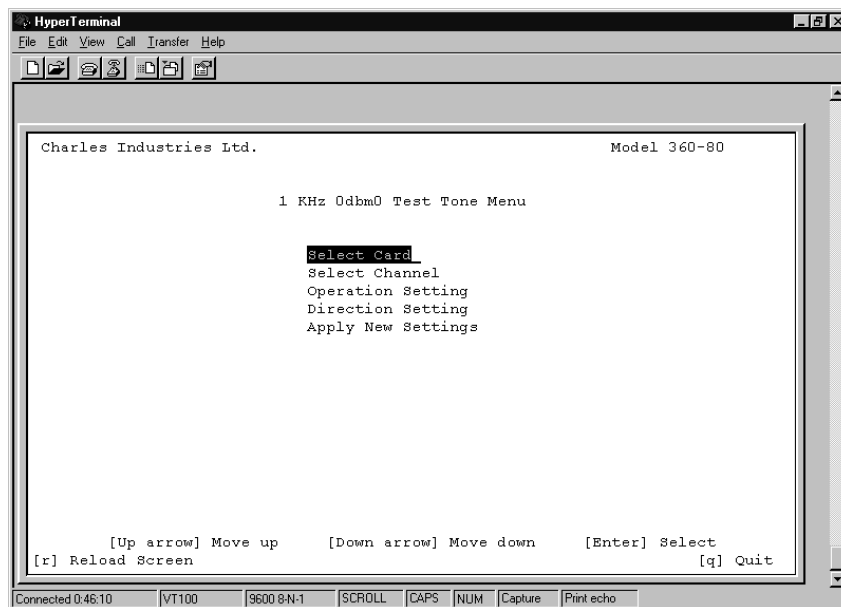 HyperTerminal
File Edit View Call Transfer Help
Charles Industries Ltd. Model 360-80
1 KHz 0dbm0 Test Tone Menu
Select Card_
Select Channel
Operation Setting
Direction Setting
Apply New Settings
[Up arrow] Move up [Down arrow] Move down [Enter] Select
[r] Reload Screen [q] Quit
Connected 0:46:10 VT100 9600 8-N-1 SCROLL CAPS NUM Capture Print echo